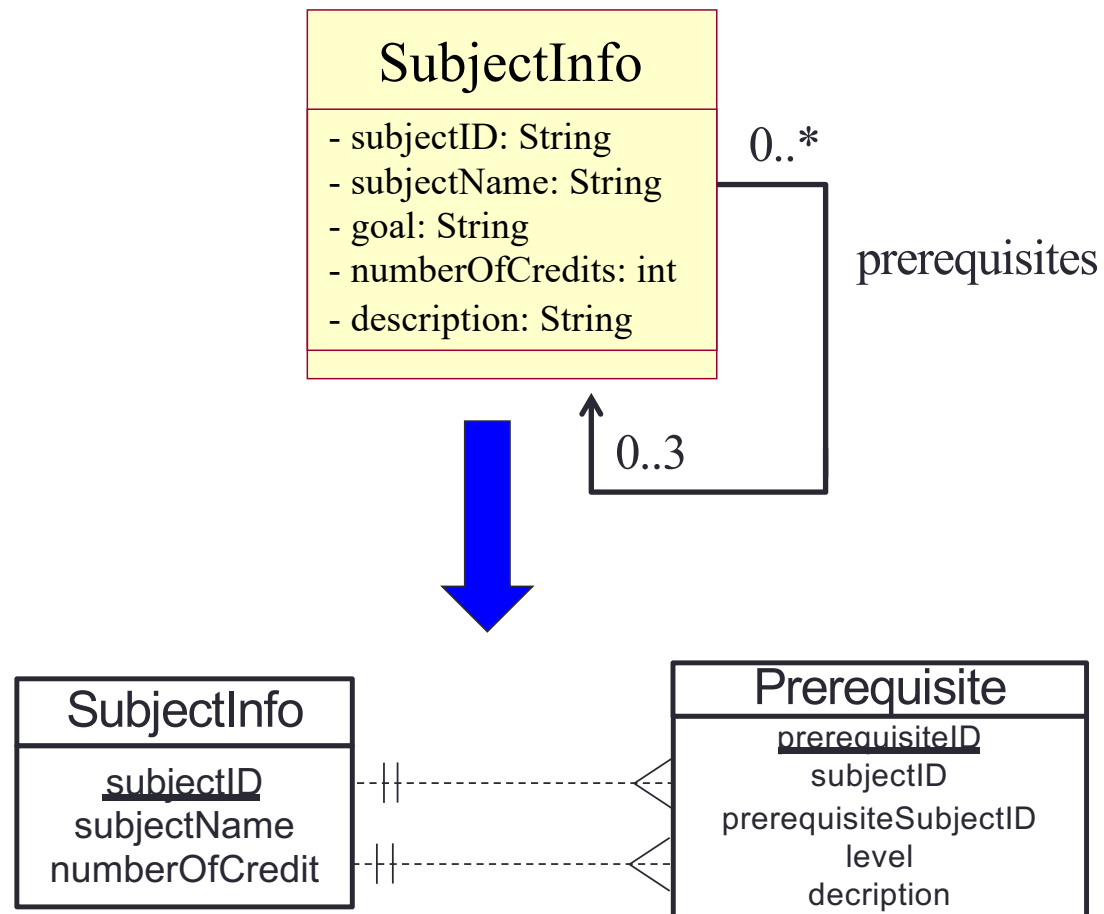 SubjectInfo
- subjectID: String
- subjectName: String
- goal: String
- numberOfCredits: int
- description: String
0..*
prerequisites
0..3
SubjectInfo
subjectID
subjectName
numberOfCredit
Prerequisite
prerequisiteID
subjectID
prerequisiteSubjectID
level
decription